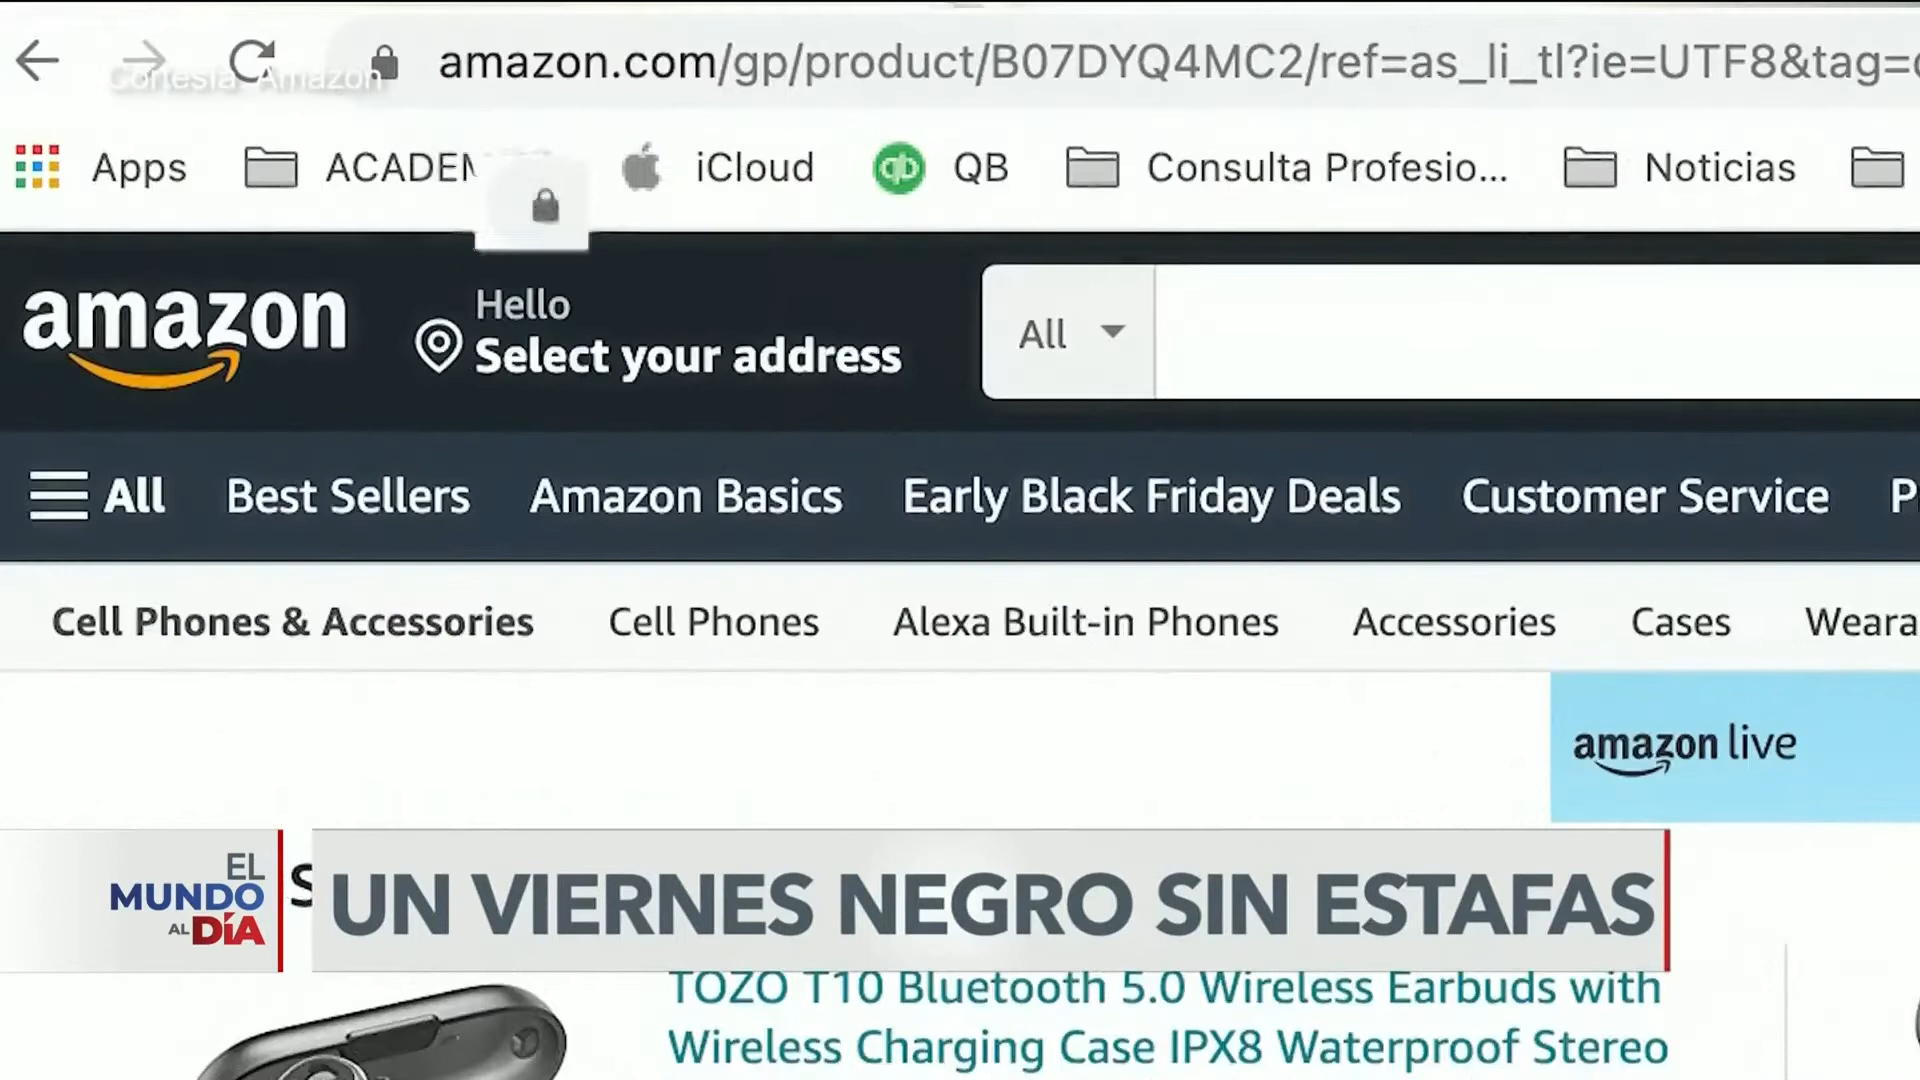 amazon.com/gp/product/B07DYQ4MC2/ref=as_li_tl?ie=UTF8&tag=
Cortesía: Amazon
Apps
iCloud
QB
Consulta Profesio...
Noticias
amazon
Hello
Select your address
All
All
Best Sellers
Amazon Basics
Early Black Friday Deals
Customer Service
Cell Phones & Accessories
Cell Phones
Alexa Built-in Phones
Accessories
Cases
amazon live
EL
MUNDO
AL DÍA
UN VIERNES NEGRO SIN ESTAFAS
TOZO T10 Bluetooth 5.0 Wireless Earbuds with
Wireless Charging Case IPX8 Waterproof Stereo